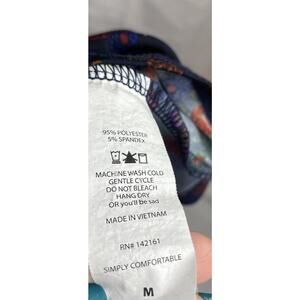 95% POLYESTER
5% SPANDEX
MACHINE WASH COLD
GENTLE CYCLE
DO NOT BLEACH
HANG DRY
OR you'll be sad
MADE IN VIETNAM
RN# 142161
SIMPLY COMFORTABLE
M